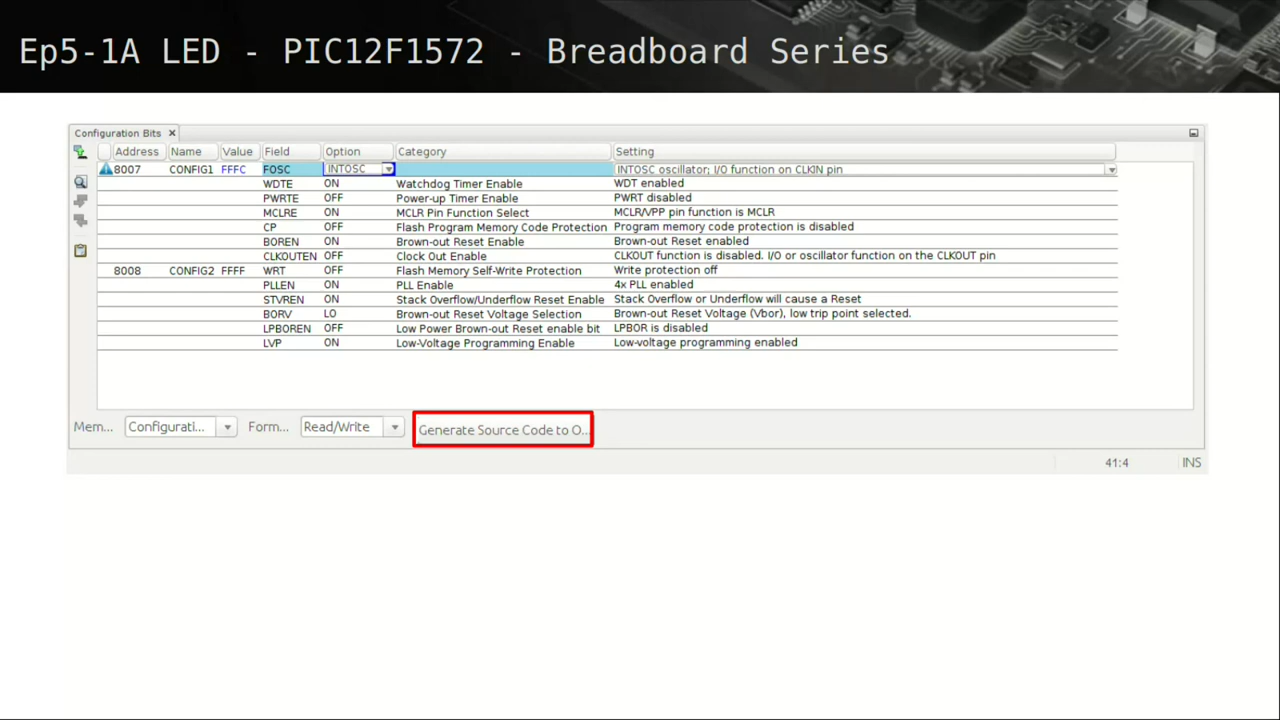 Ep5-1A LED - PIC12F1572 - Breadboard Series
Configuration Bits
Address Name Value Field Option Category Setting
8007 CONFIG1 FFFC FOSC INTOSC INTOSC oscillator; I/O function on CLKIN pin
WDTE ON Watchdog Timer Enable WDT enabled
PWRTE OFF Power-up Timer Enable PWRT disabled
MCLRE ON MCLR Pin Function Select MCLR/VPP pin function is MCLR
CP OFF Flash Program Memory Code Protection Program memory code protection is disabled
BOREN ON Brown-out Reset Enable Brown-out Reset enabled
CLKOUTEN OFF Clock Out Enable CLKOUT function is disabled. I/O or oscillator function on the CLKOUT pin
8008 CONFIG2 FFFF WRT OFF Flash Memory Self-Write Protection Write protection off
PLLEN ON PLL Enable 4x PLL enabled
STVREN ON Stack Overflow/Underflow Reset Enable Stack Overflow or Underflow will cause a Reset
BORV LO Brown-out Reset Voltage Selection Brown-out Reset Voltage (Vbor), low trip point selected.
LPBOREN OFF Low Power Brown-out Reset enable bit LPBOR is disabled
LVP ON Low-Voltage Programming Enable Low-voltage programming enabled
Mem... Configurati... Form... Read/Write Generate Source Code to O...
41:4 INS